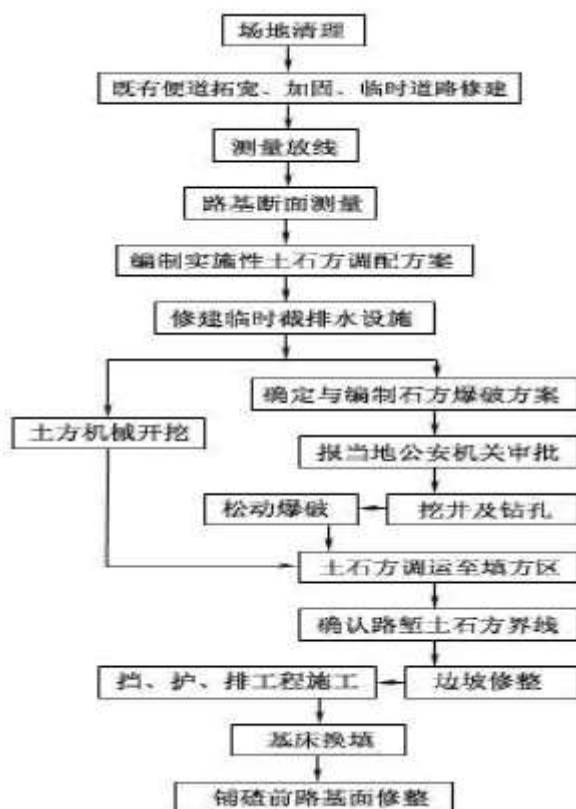 场地清理
既有便道拓宽、加固、临时道路修建
测量放线
路基断面测量
编制实施性土石方调配方案
修建临时截排水设施
确定与编制石方爆破方案
土方机械开挖
报当地公安机关审批
松动爆破
挖井及钻孔
土石方调运至填方区
确认路堑土石方界线
挡、护、排工程施工
边坡修整
基床换填
铺碴前路基面修整